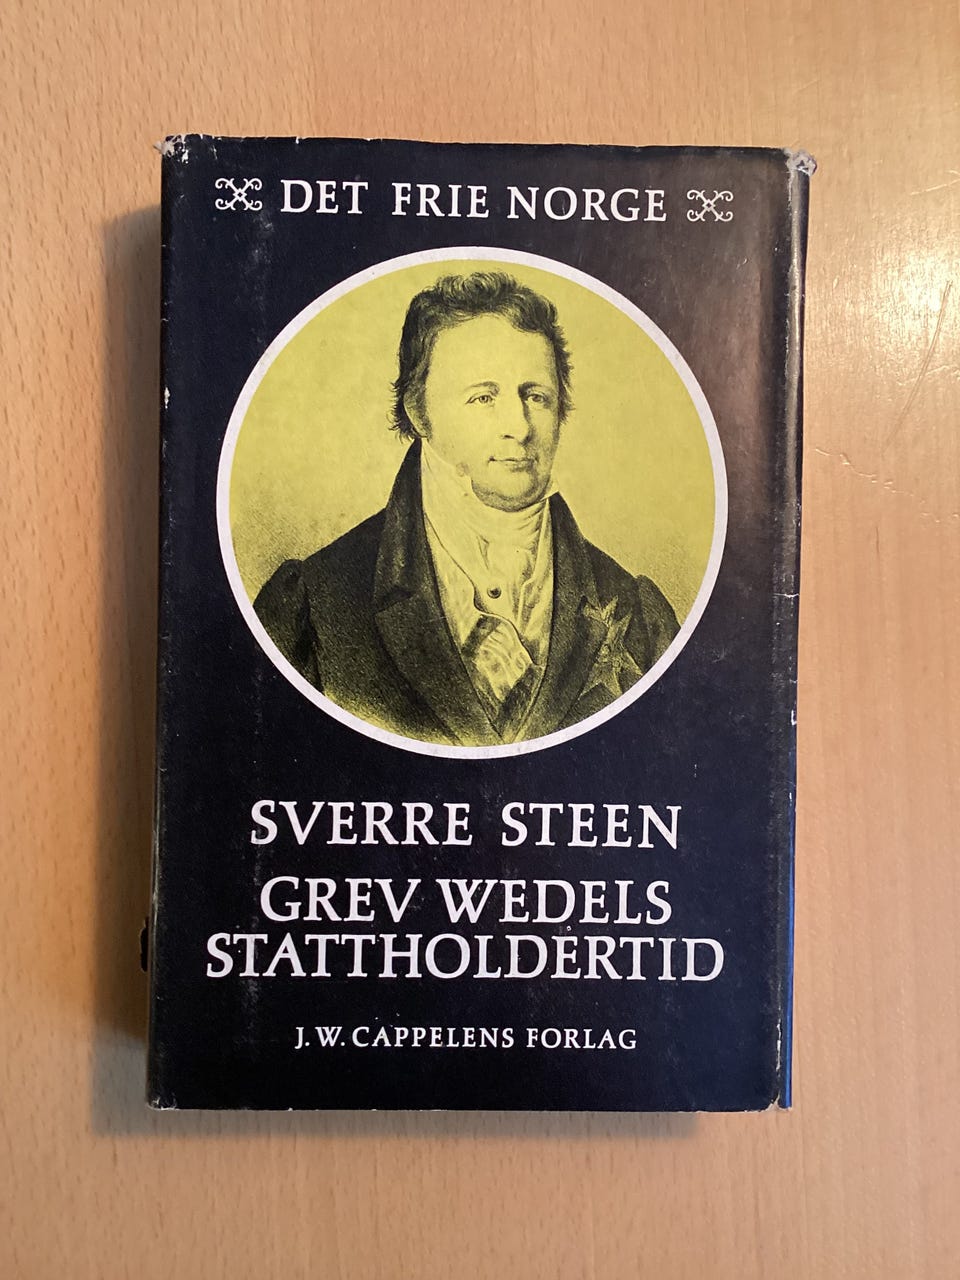 DET FRIE NORGE
SVERRE STEEN
GREV WEDELS
STATTHOLDERTID
J. W. CAPPELENS FORLAG